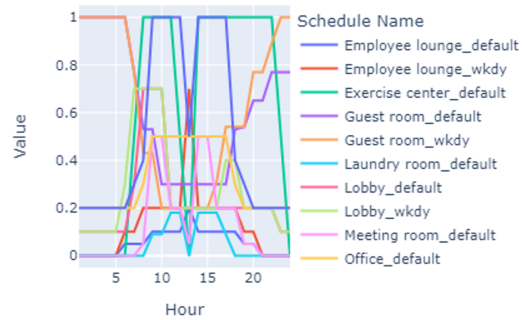 1
0.8
0.6
0.4
0.2
0
Value
5
10
15
20
Hour
Schedule Name
Employee lounge_default
Employee lounge_wkdy
Exercise center_default
Guest room_default
Guest room_wkdy
Laundry room_default
Lobby_default
Lobby_wkdy
Meeting room_default
Office_default